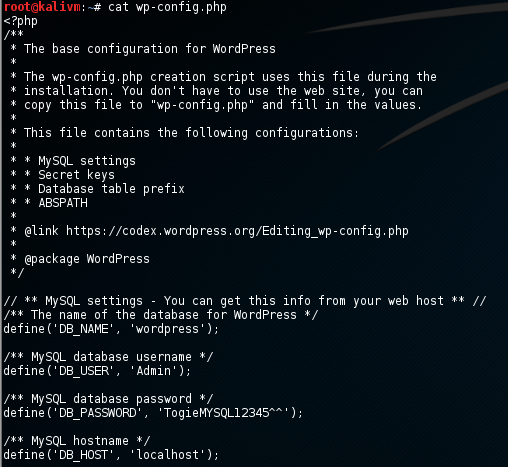 root@kalivm:~# cat wp-config.php
<?php
/**
 * The base configuration for WordPress
 *
 * The wp-config.php creation script uses this file during the
 * installation. You don't have to use the web site, you can
 * copy this file to "wp-config.php" and fill in the values.
 *
 * This file contains the following configurations:
 *
 * * MySQL settings
 * * Secret keys
 * * Database table prefix
 * * ABSPATH
 *
 * @link https://codex.wordpress.org/Editing_wp-config.php
 *
 * @package WordPress
 */

// ** MySQL settings - You can get this info from your web host ** //
/** The name of the database for WordPress */
define('DB_NAME', 'wordpress');

/** MySQL database username */
define('DB_USER', 'Admin');

/** MySQL database password */
define('DB_PASSWORD', 'TogieMYSQL12345^^');

/** MySQL hostname */
define('DB_HOST', 'localhost');